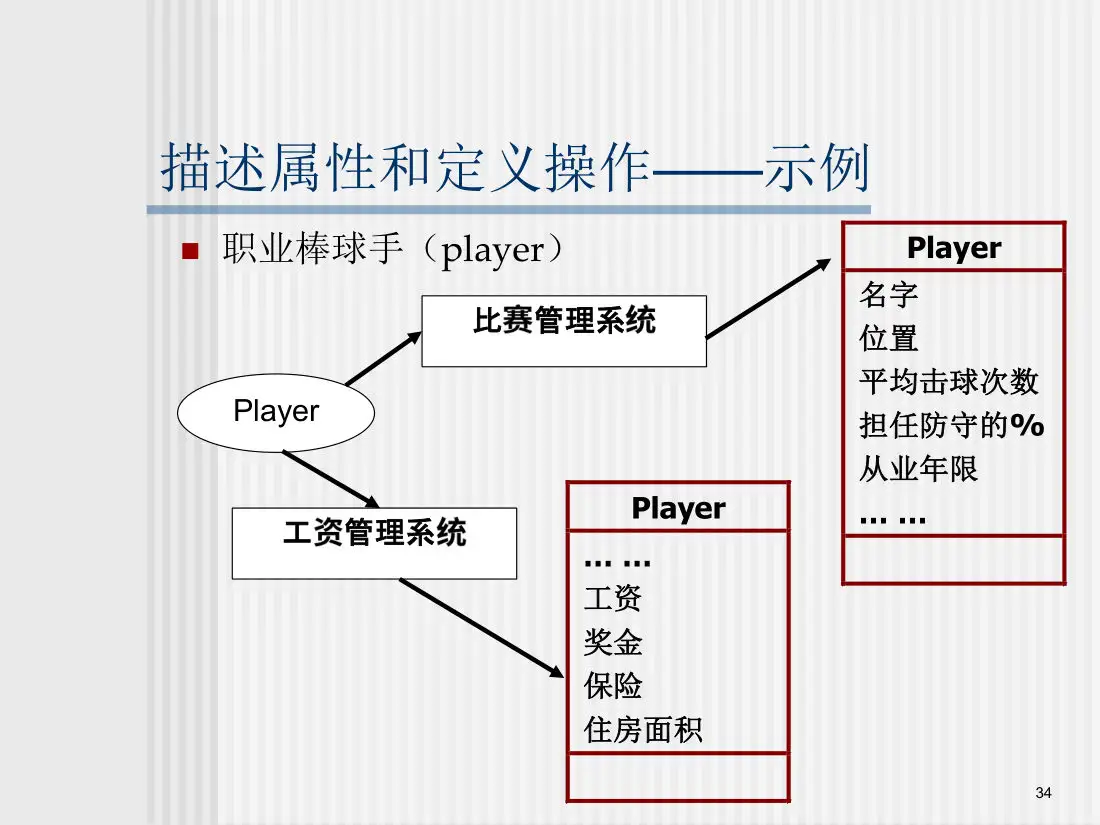 描述属性和定义操作——示例
职业棒球手（player）
Player
比赛管理系统
工资管理系统
Player
名字
位置
平均击球次数
担任防守的%
从业年限
... ...
Player
... ...
工资
奖金
保险
住房面积
34